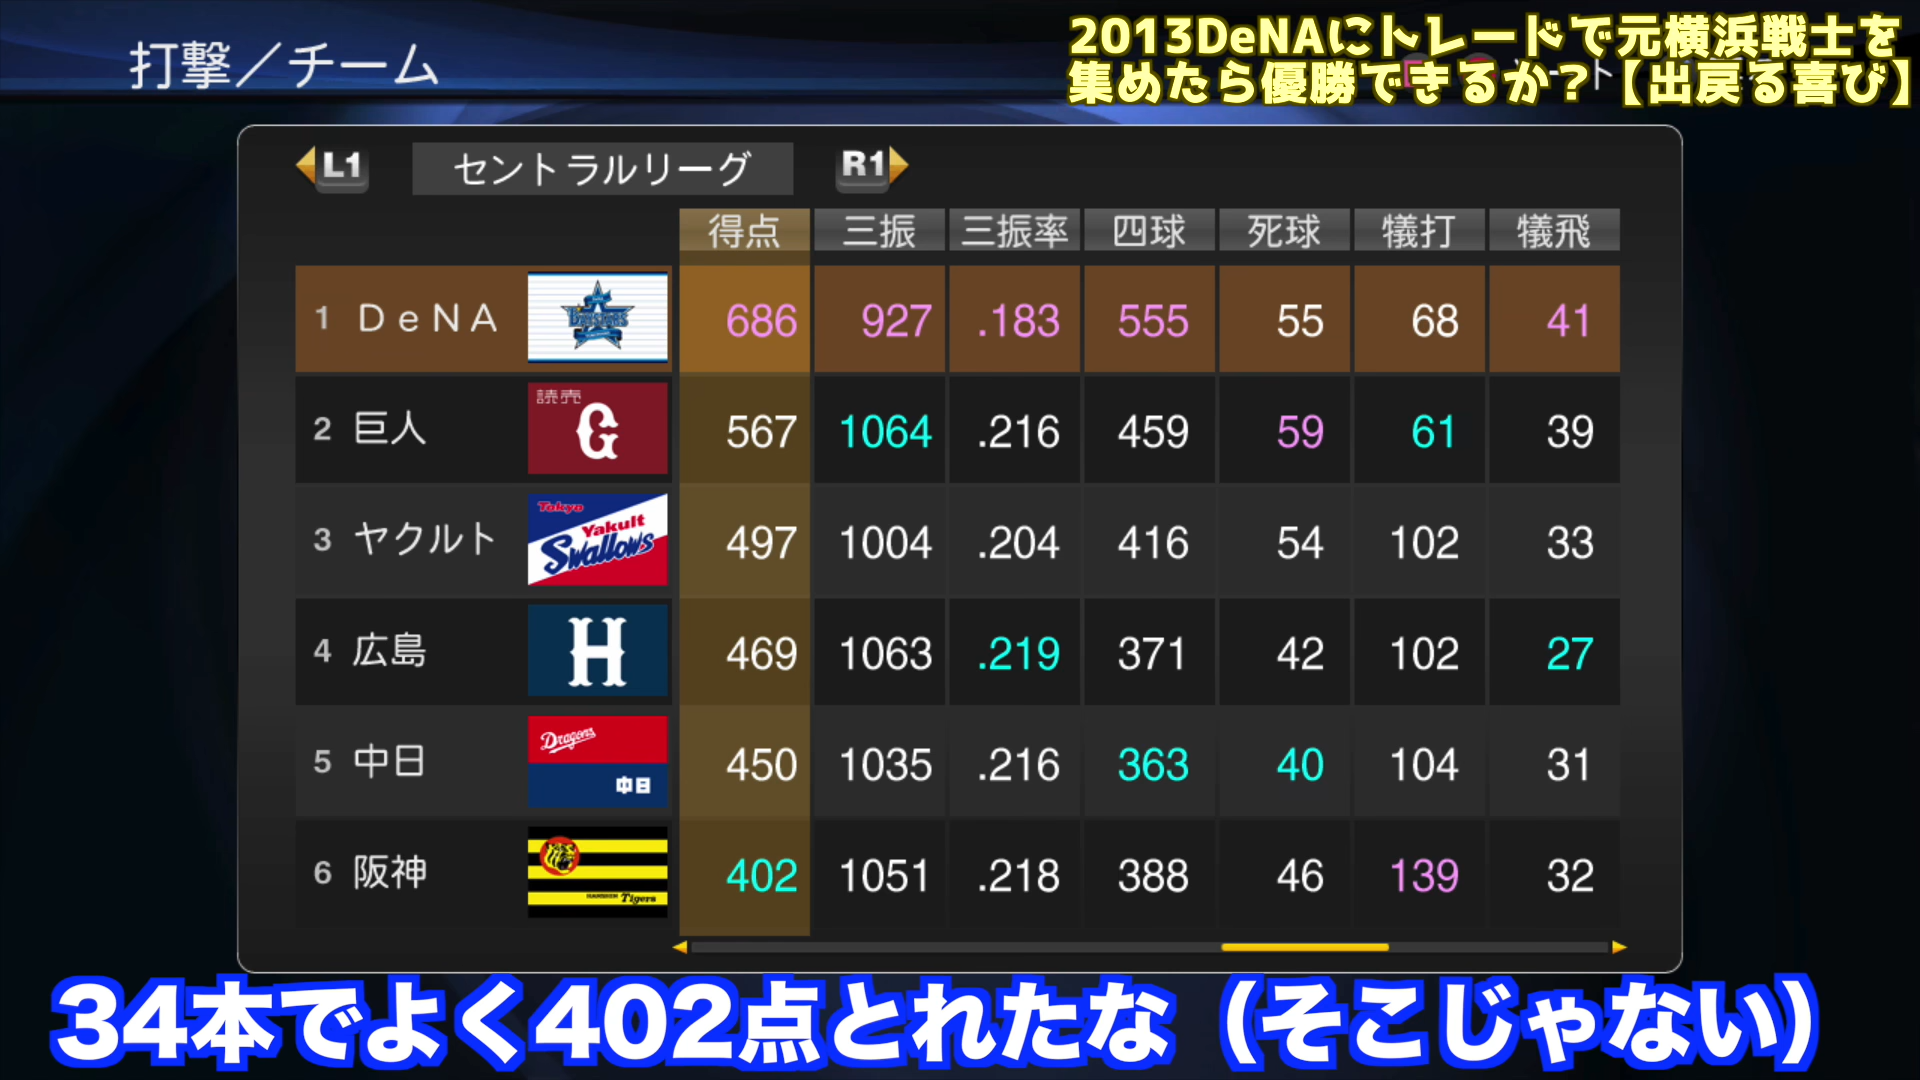 打撃／チーム
2013DeNAにトレードで元横浜戦士を
集めたら優勝できるか？【出戻る喜び】
L1 セントラルリーグ R1
得点 三振 三振率 四球 死球 犠打 犠飛
1 ＤｅＮＡ 686 927 .183 555 55 68 41
2 巨人 読売 G 567 1064 .216 459 59 61 39
3 ヤクルト Tokyo Yakult Swallows 497 1004 .204 416 54 102 33
4 広島 H 469 1063 .219 371 42 102 27
5 中日 Dragons 中日 450 1035 .216 363 40 104 31
6 阪神 HANSHIN Tigers 402 1051 .218 388 46 139 32
34本でよく402点とれたな（そこじゃない）